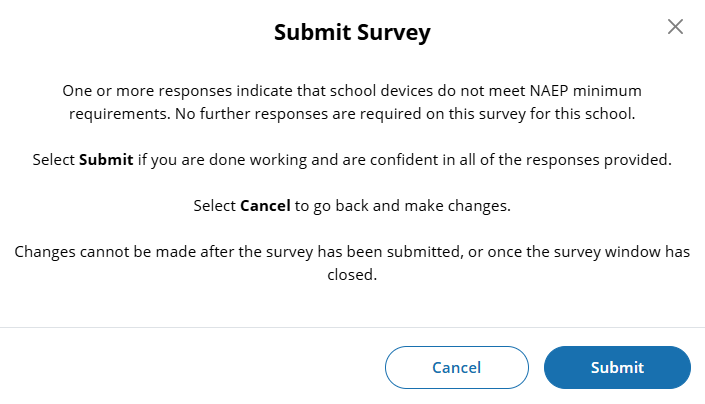 Submit Survey
One or more responses indicate that school devices do not meet NAEP minimum
requirements. No further responses are required on this survey for this school.
Select Submit if you are done working and are confident in all of the responses provided.
Select Cancel to go back and make changes.
Changes cannot be made after the survey has been submitted, or once the survey window has
closed.
Cancel
Submit